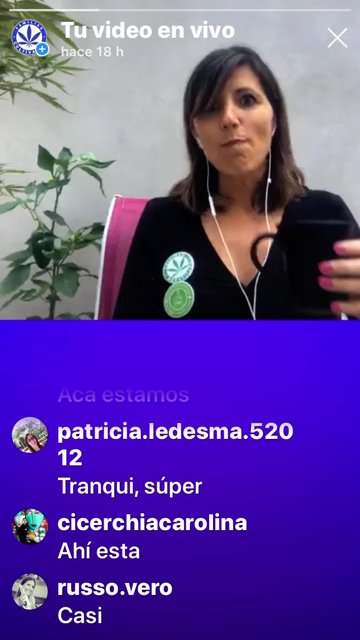 Tu video en vivo
hace 18 h
Acá estamos
patricia.ledesma.520
12
Tranqui, súper
cicerchiacarolina
Ahí esta
russo.vero
Casi